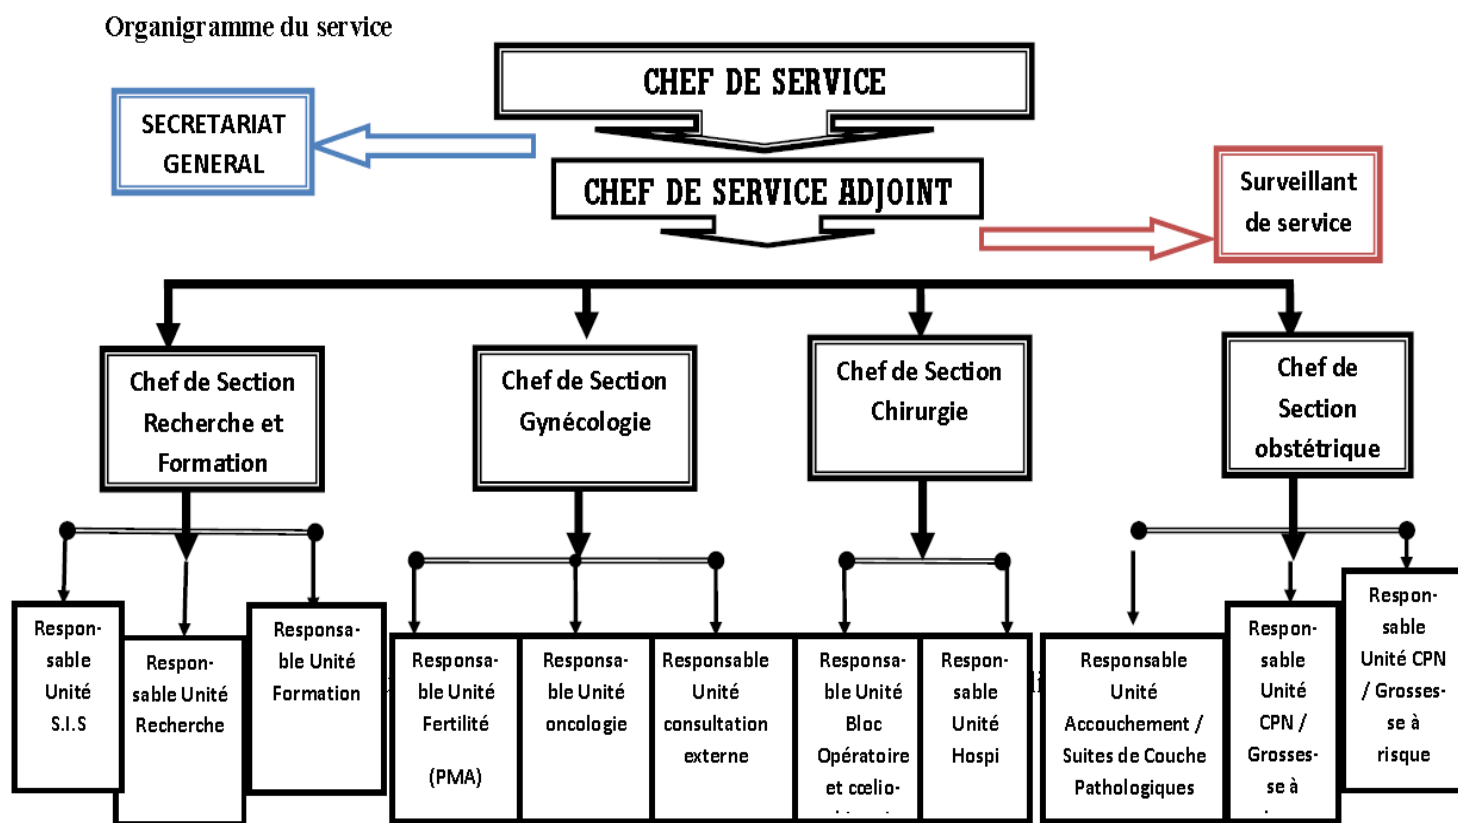 Organigramme du service
CHEF DE SERVICE
SECRETARIAT
GENERAL
CHEF DE SERVICE ADJOINT
Surveillant
de service
Chef de Section
Recherche et
Formation
Chef de Section
Gynécologie
Chef de Section
Chirurgie
Chef de
Section
obstétrique
Respon-
sable
Unité
S.I.S
Respon-
sable Unité
Recherche
Responsa-
ble Unité
Formation
Responsa-
ble Unité
Fertilité
(PMA)
Responsa-
ble Unité
oncologie
Responsable
Unité
consultation
externe
Responsa-
ble Unité
Bloc
Opératoire
et cœlio-
Respon-
sable
Unité
Hospi
Responsable
Unité
Accouchement /
Suites de Couche
Pathologiques
Respon-
sable
Unité
CPN /
Grosses-
se à
Respon-
sable
Unité CPN
/ Grosses-
se à
risque